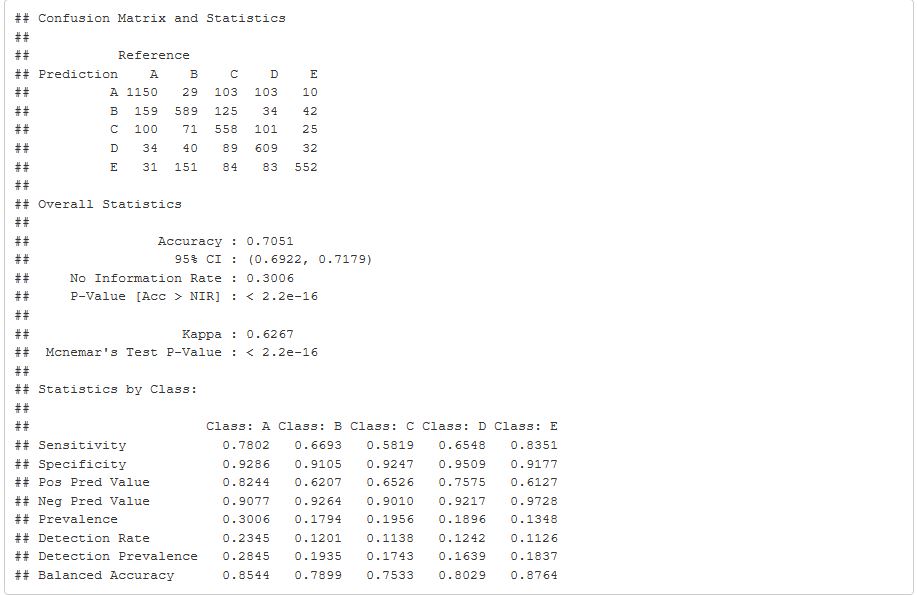 ## Confusion Matrix and Statistics
##
##           Reference
## Prediction    A    B    C    D    E
##          A 1150   29  103  103   10
##          B  159  589  125   34   42
##          C  100   71  558  101   25
##          D   34   40   89  609   32
##          E   31  151   84   83  552
##
## Overall Statistics
##
##                Accuracy : 0.7051
##                  95% CI : (0.6922, 0.7179)
##     No Information Rate : 0.3006
##     P-Value [Acc > NIR] : < 2.2e-16
##
##                   Kappa : 0.6267
##  Mcnemar's Test P-Value : < 2.2e-16
##
## Statistics by Class:
##
##                      Class: A Class: B Class: C Class: D Class: E
## Sensitivity            0.7802   0.6693   0.5819   0.6548   0.8351
## Specificity            0.9286   0.9105   0.9247   0.9509   0.9177
## Pos Pred Value         0.8244   0.6207   0.6526   0.7575   0.6127
## Neg Pred Value         0.9077   0.9264   0.9010   0.9217   0.9728
## Prevalence             0.3006   0.1794   0.1956   0.1896   0.1348
## Detection Rate         0.2345   0.1201   0.1138   0.1242   0.1126
## Detection Prevalence   0.2845   0.1935   0.1743   0.1639   0.1837
## Balanced Accuracy      0.8544   0.7899   0.7533   0.8029   0.8764